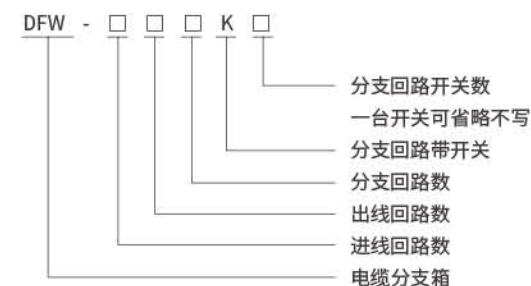 DFW - □ □ □ K □
分支回路开关数
一台开关可省略不写
分支回路带开关
分支回路数
出线回路数
进线回路数
电缆分支箱